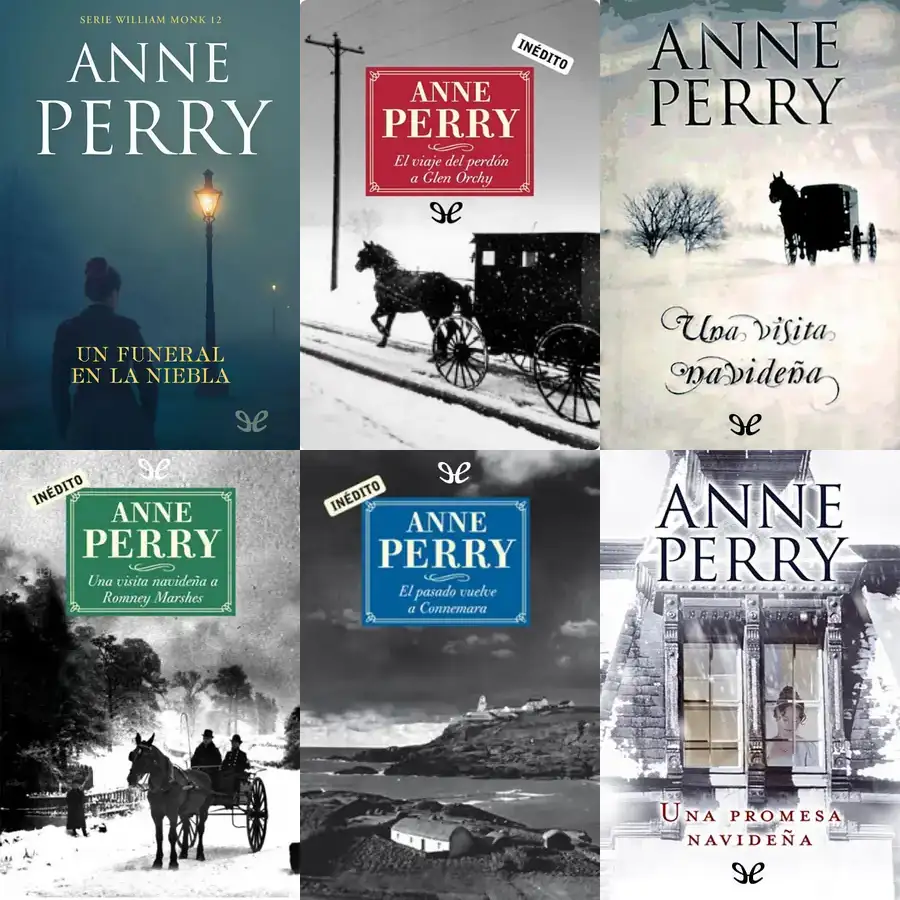 SERIE WILLIAM MONK 12
ANNE
PERRY
UN FUNERAL
EN LA NIEBLA
INÉDITO
ANNE
PERRY
El viaje del perdón
a Glen Orchy
ANNE
PERRY
Una visita
navideña
INÉDITO
ANNE
PERRY
Una visita navideña a
Romney Marshes
INÉDITO
ANNE
PERRY
El pasado vuelve
a Connemara
ANNE
PERRY
UNA PROMESA
NAVIDEÑA